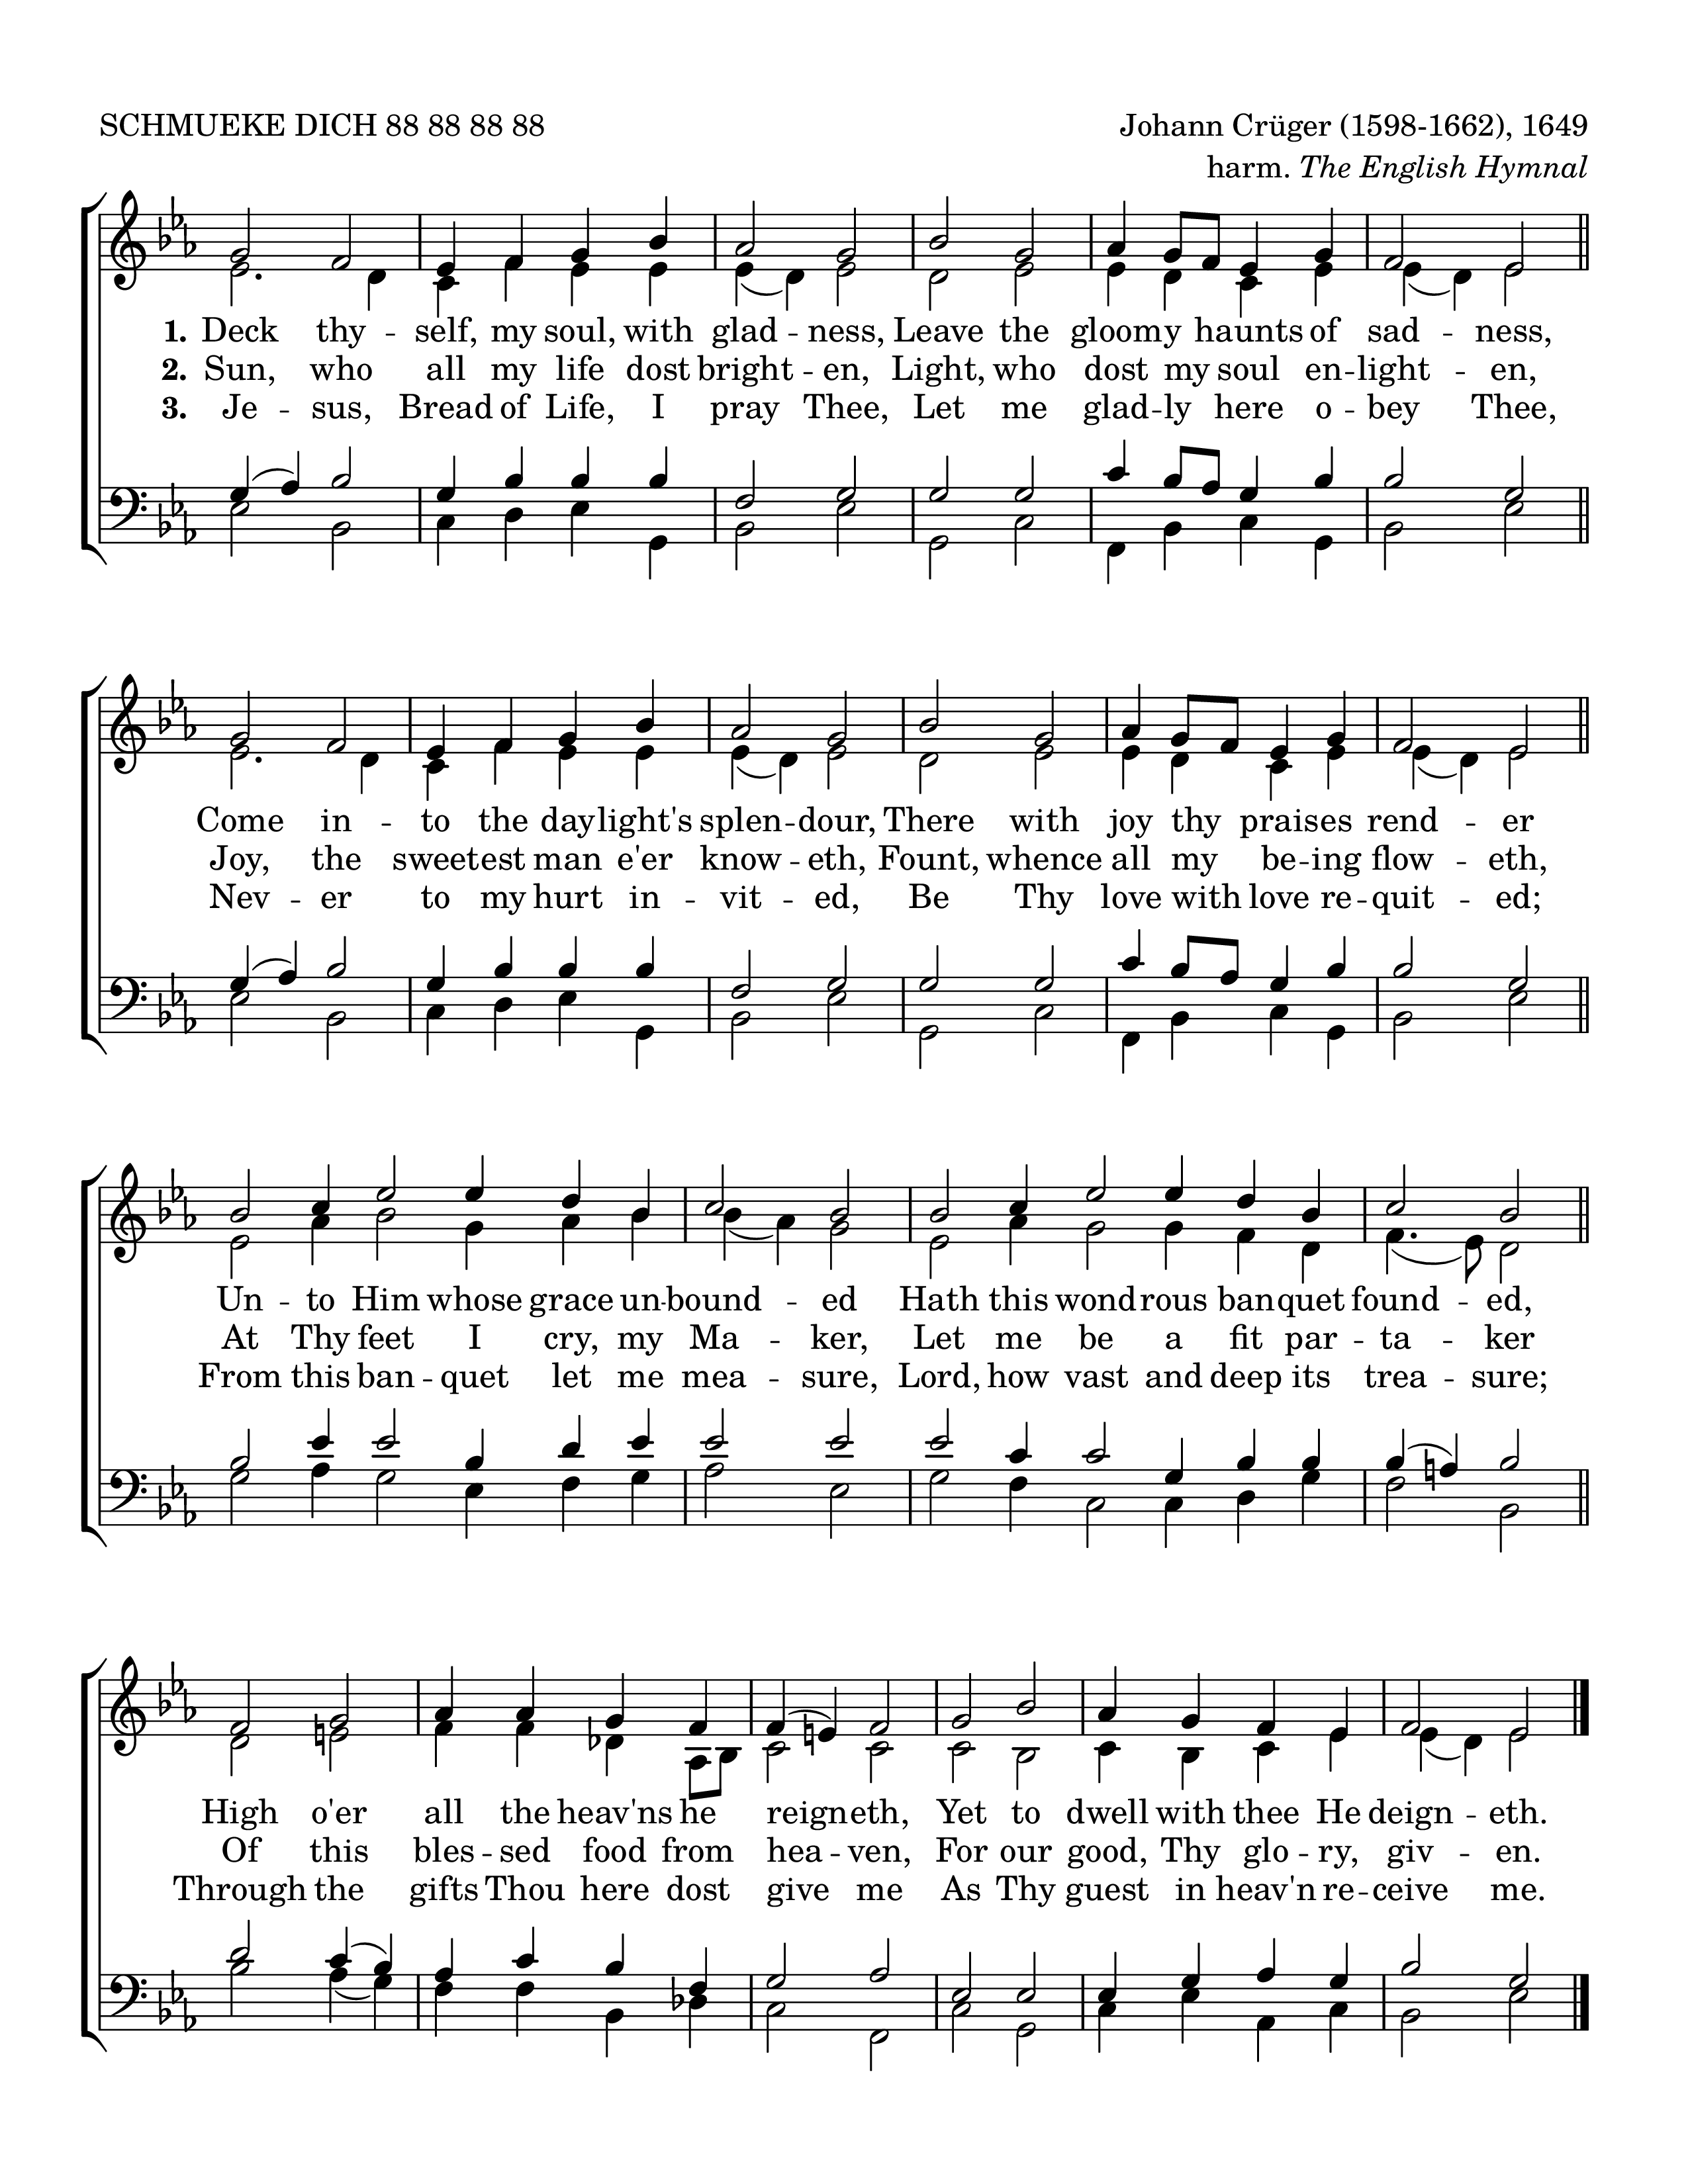 SCHMUEKE DICH 88 88 88 88
Johann Crüger (1598-1662), 1649
harm. The English Hymnal
1. Deck thy -- self, my soul, with glad -- ness, Leave the gloomy haunts of sad -- ness,
2. Sun, who all my life dost bright -- en, Light, who dost my soul en -- light -- en,
3. Je -- sus, Bread of Life, I pray Thee, Let me glad -- ly here o -- bey Thee,
Come in -- to the daylight's splen -- dour, There with joy thy praises rend -- er
Joy, the sweetest man e'er know -- eth, Fount, whence all my be -- ing flow -- eth,
Nev -- er to my hurt in -- vit -- ed, Be Thy love with love re -- quit -- ed;
Un -- to Him whose grace un -- bound -- ed Hath this wondrous banquet found -- ed,
At Thy feet I cry, my Ma -- ker, Let me be a fit par -- ta -- ker
From this ban -- quet let me mea -- sure, Lord, how vast and deep its trea -- sure;
High o'er all the heav'ns he reigneth, Yet to dwell with thee He deign -- eth.
Of this bles -- sed food from hea -- ven, For our good, Thy glo -- ry, giv -- en.
Through the gifts Thou here dost give me As Thy guest in heav'n re -- ceive me.